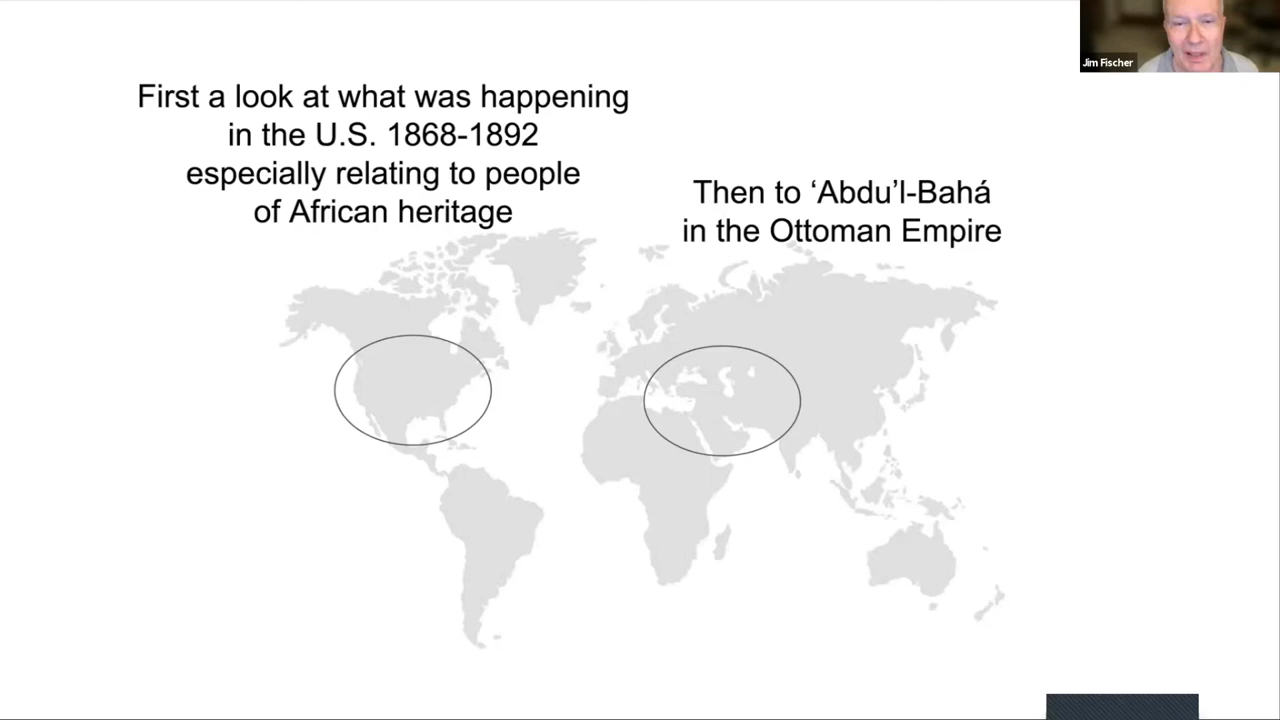 First a look at what was happening
in the U.S. 1868-1892
especially relating to people
of African heritage
Then to ‘Abdu’l-Bahá
in the Ottoman Empire
Jim Fischer